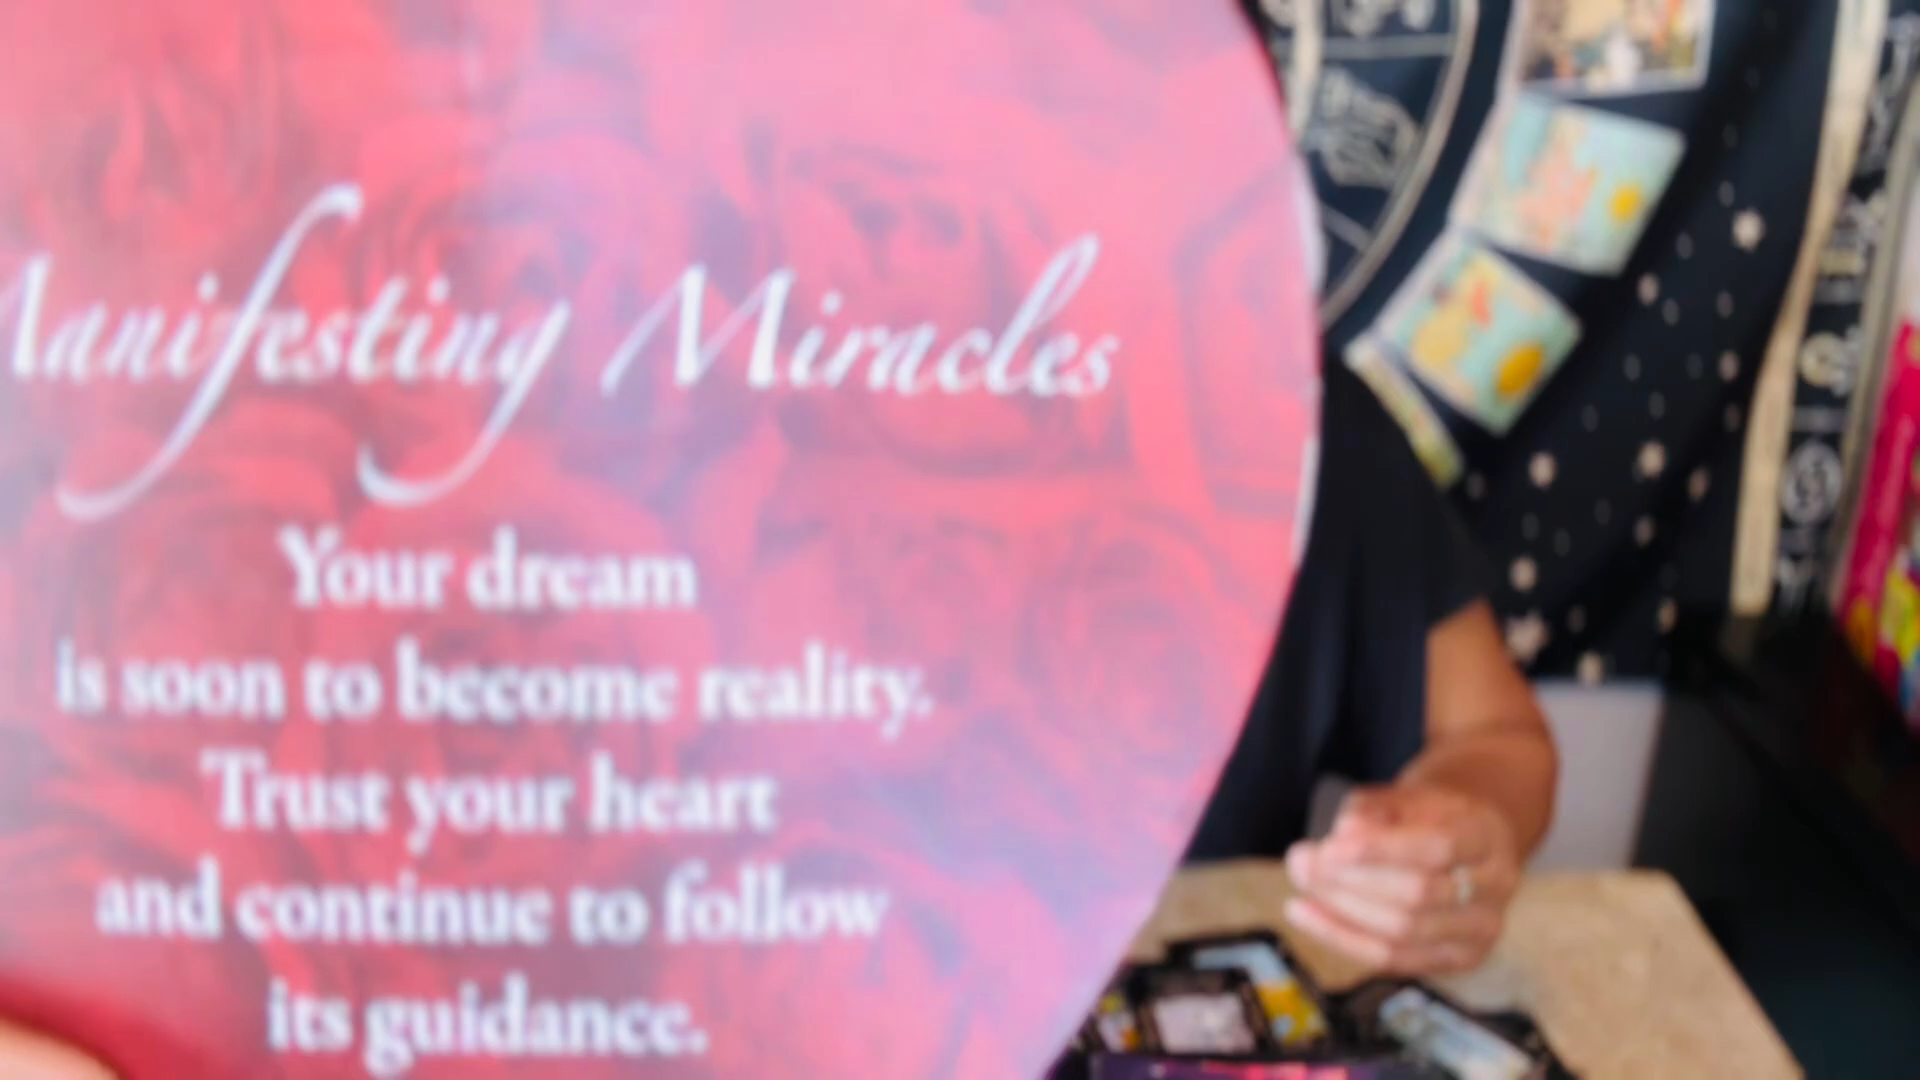 Manifesting Miracles
Your dream
is soon to become reality.
Trust your heart
and continue to follow
its guidance.